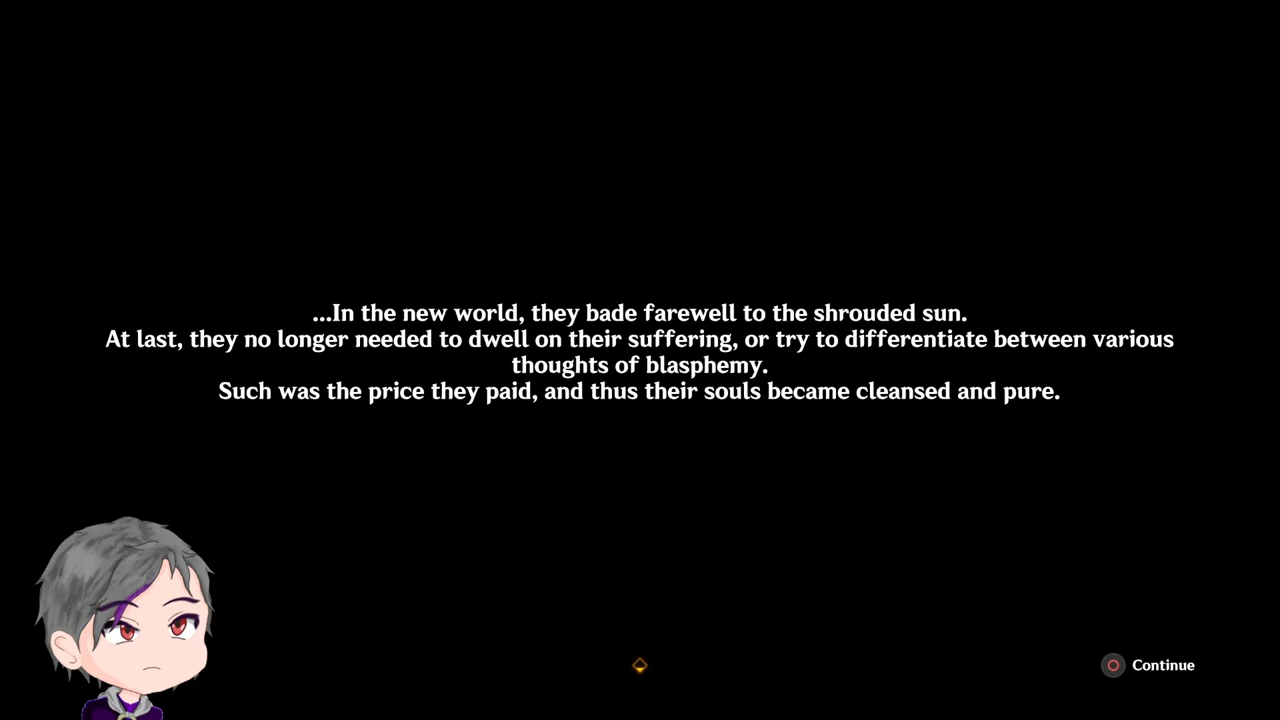 ...In the new world, they bade farewell to the shrouded sun.
At last, they no longer needed to dwell on their suffering, or try to differentiate between various
thoughts of blasphemy.
Such was the price they paid, and thus their souls became cleansed and pure.
Continue